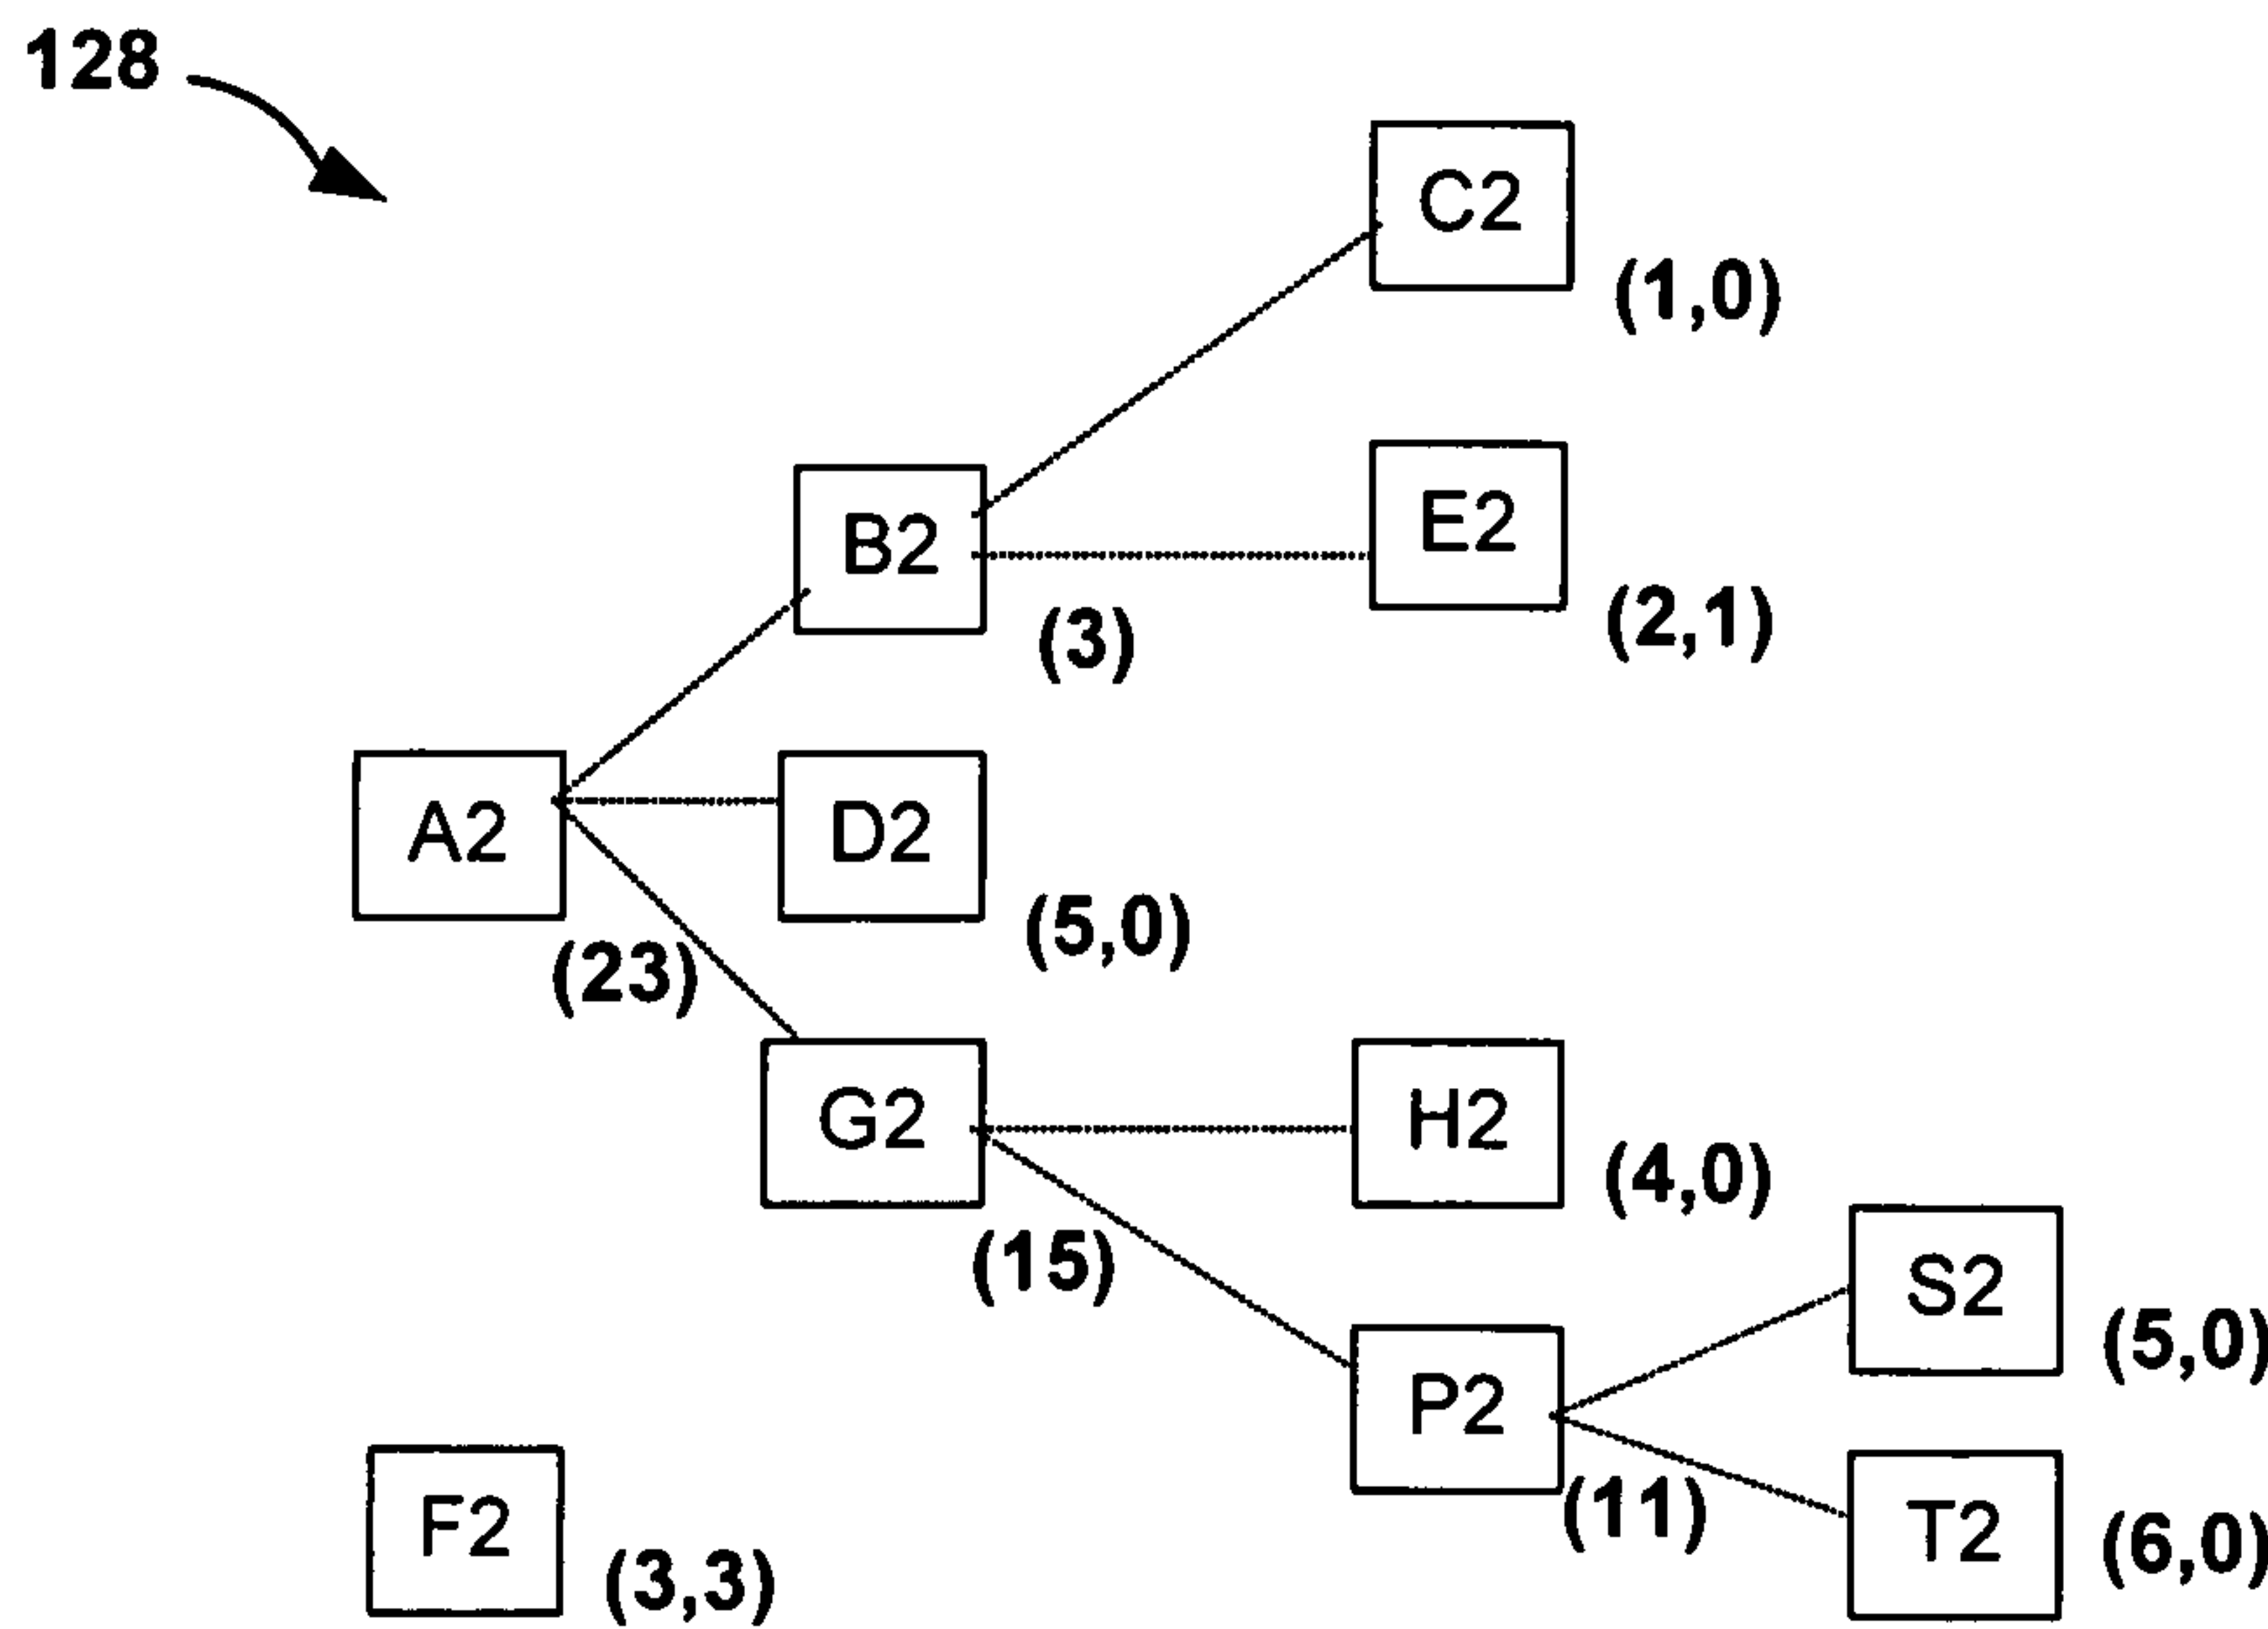 128
C2
(1,0)
E2
B2
(2,1)
(3)
A2
D2
(5,0)
(23)
G2
H2
(4,0)
(15)
S2
(5,0)
P2
(11)
F2
T2
(3,3)
(6,0)